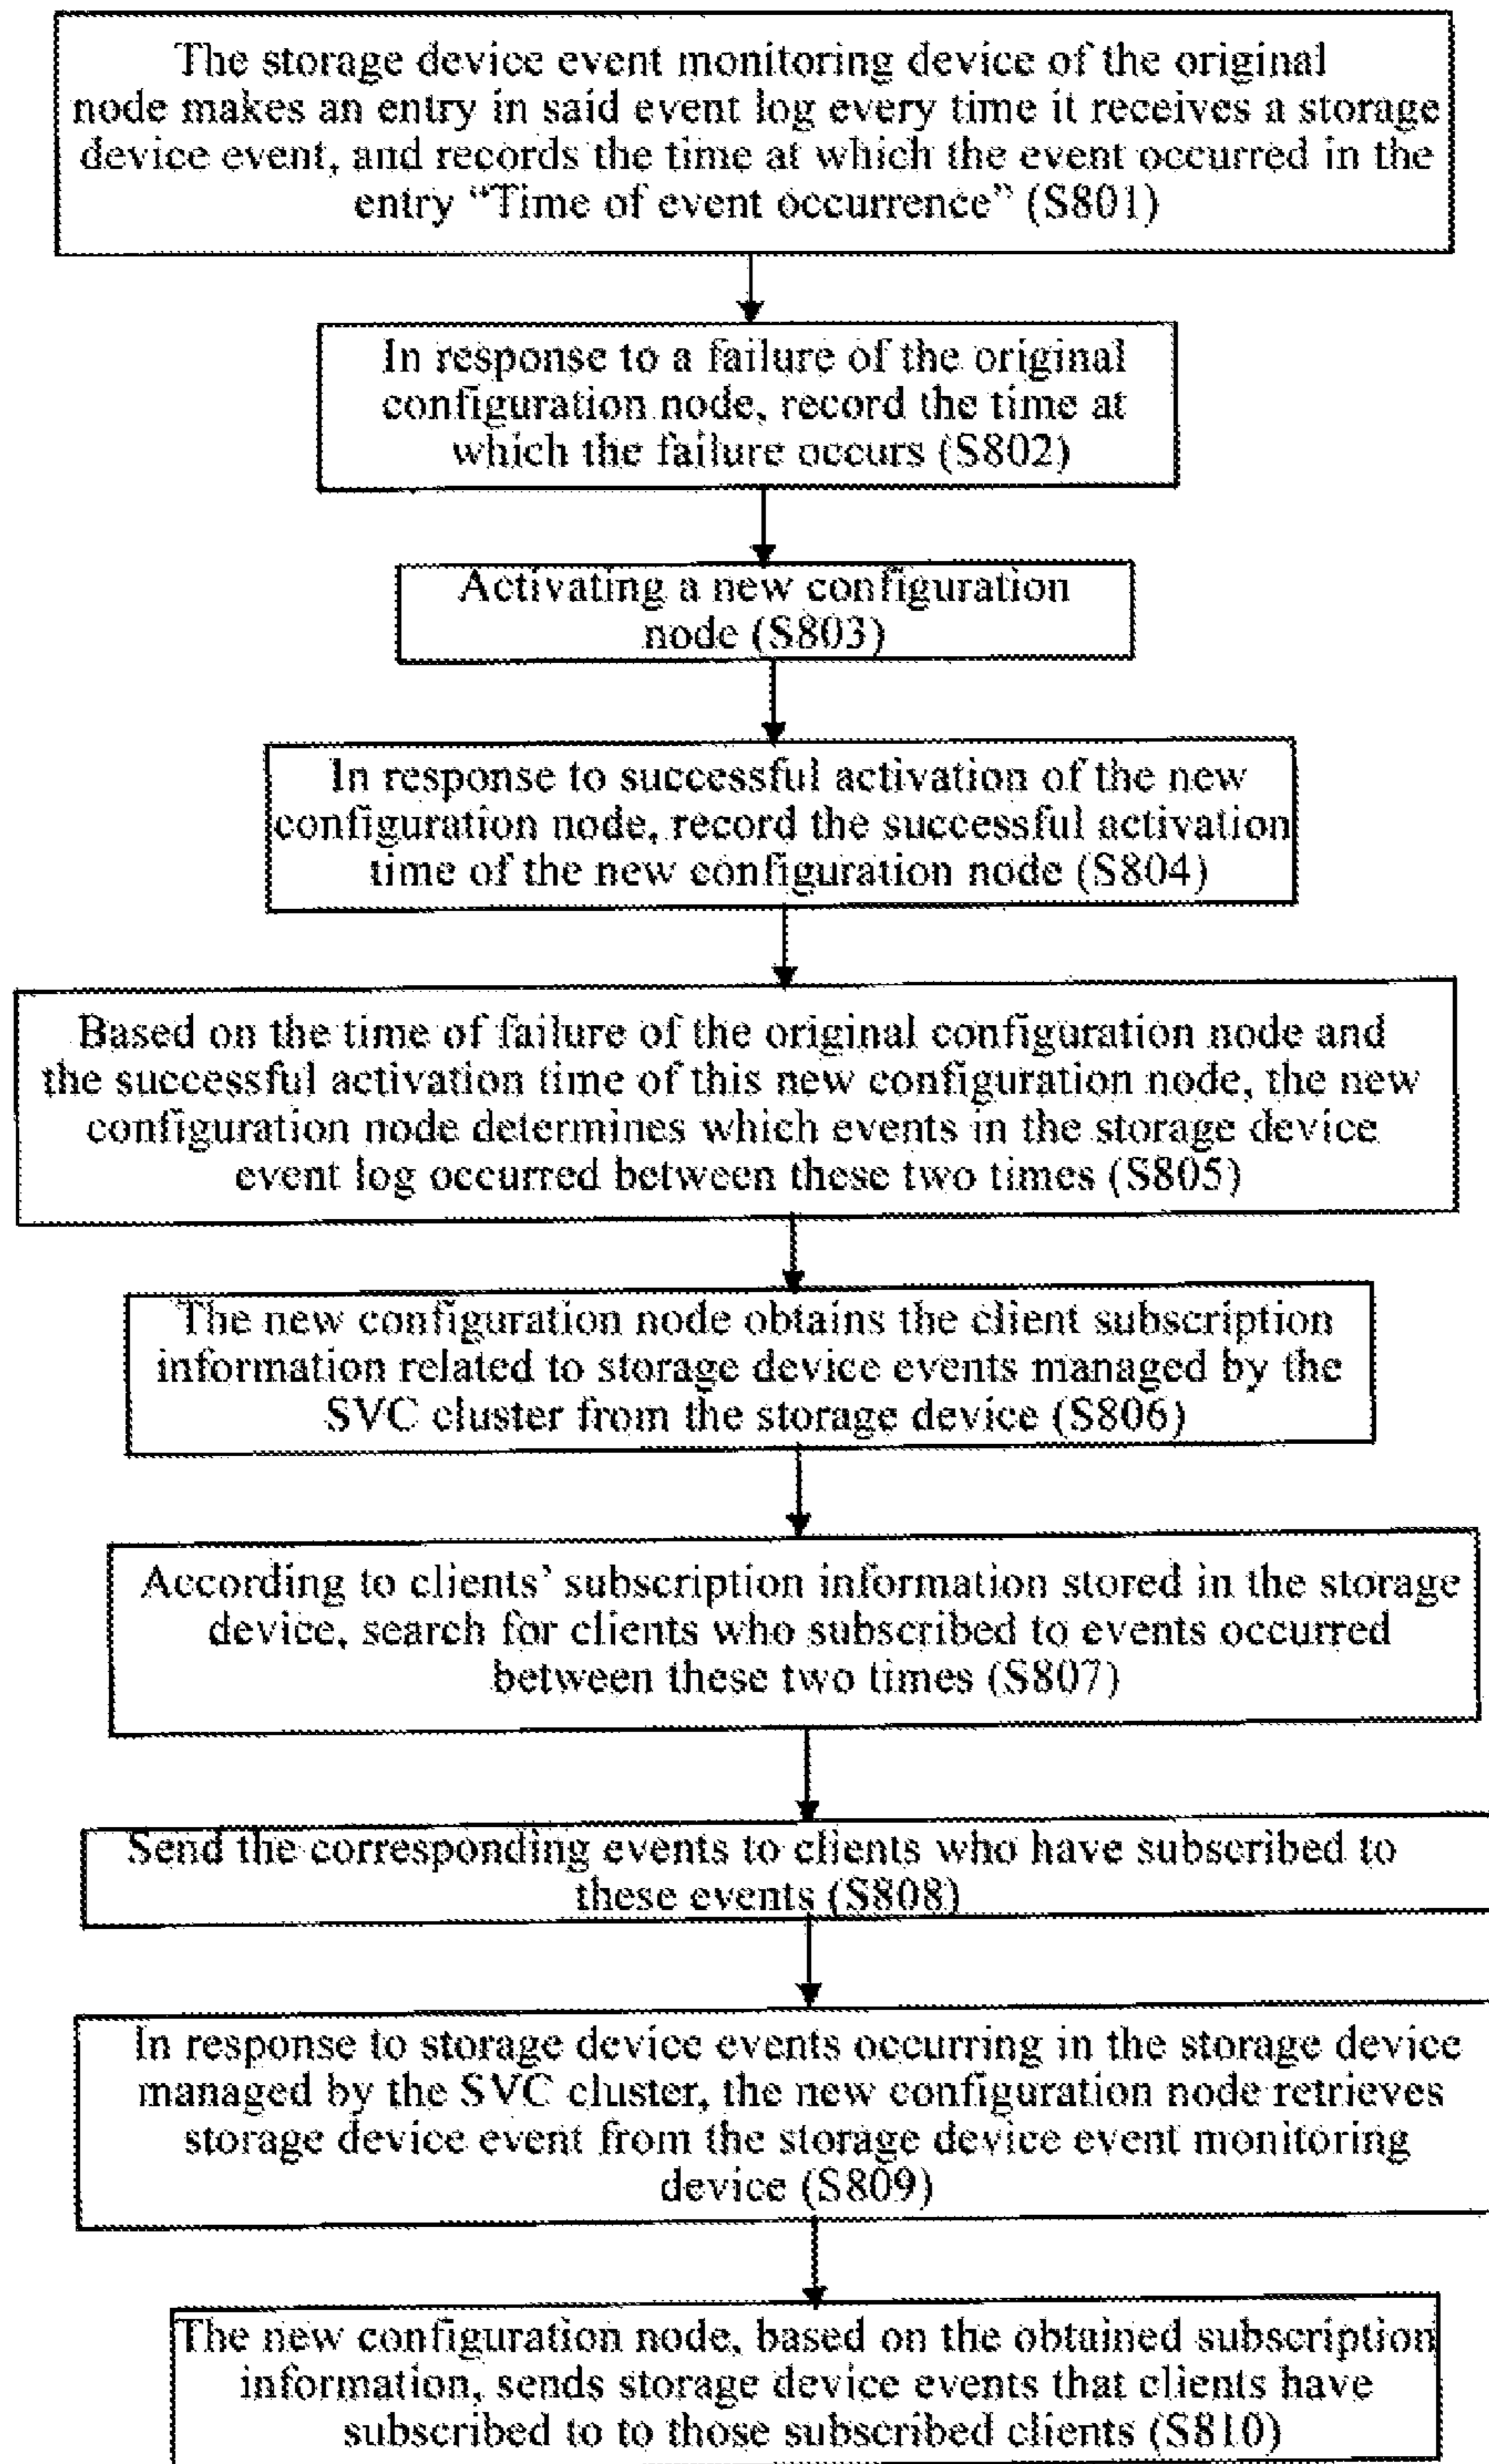 The storage device event monitoring device of the original
node makes an entry in said event log every time it receives a storage
device event, and records the time at which the event occurred in the
entry “Time of event occurrence” (S801)
In response to a failure of the original
configuration node, record the time at
which the failure occurs (S802)
Activating a new configuration
node (S803)
In response to successful activation of the new
configuration node, record the successful activation
time of the new configuration node (S804)
Based on the time of failure of the original configuration node and
the successful activation time of this new configuration node, the new
configuration node determines which events in the storage device
event log occurred between these two times (S805)
The new configuration node obtains the client subscription
information related to storage device events managed by the
SVC cluster from the storage device (S806)
According to clients’ subscription information stored in the storage
device, search for clients who subscribed to events occurred
between these two times (S807)
Send the corresponding events to clients who have subscribed to
these events (S808)
In response to storage device events occurring in the storage device
managed by the SVC cluster, the new configuration node retrieves
storage device event from the storage device event monitoring
device (S809)
The new configuration node, based on the obtained subscription
information, sends storage device events that clients have
subscribed to to those subscribed clients (S810)